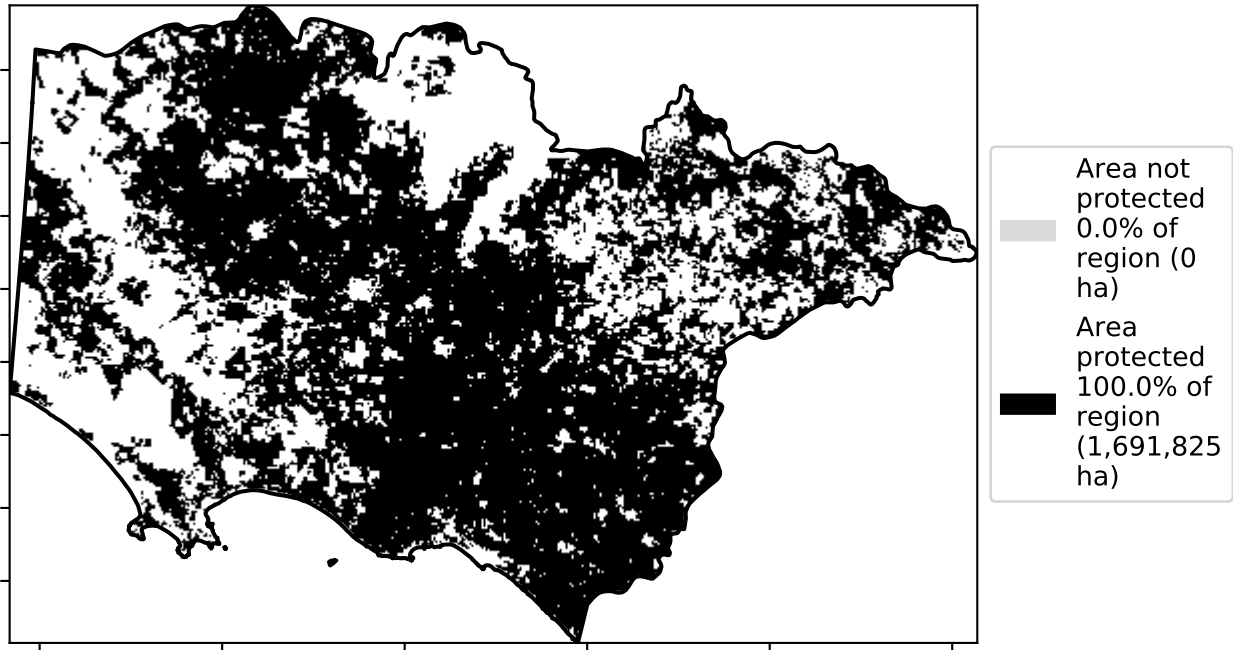 Area not
protected
0.0% of
region (0
ha)
Area
protected
100.0% of
region
(1,691,825
ha)